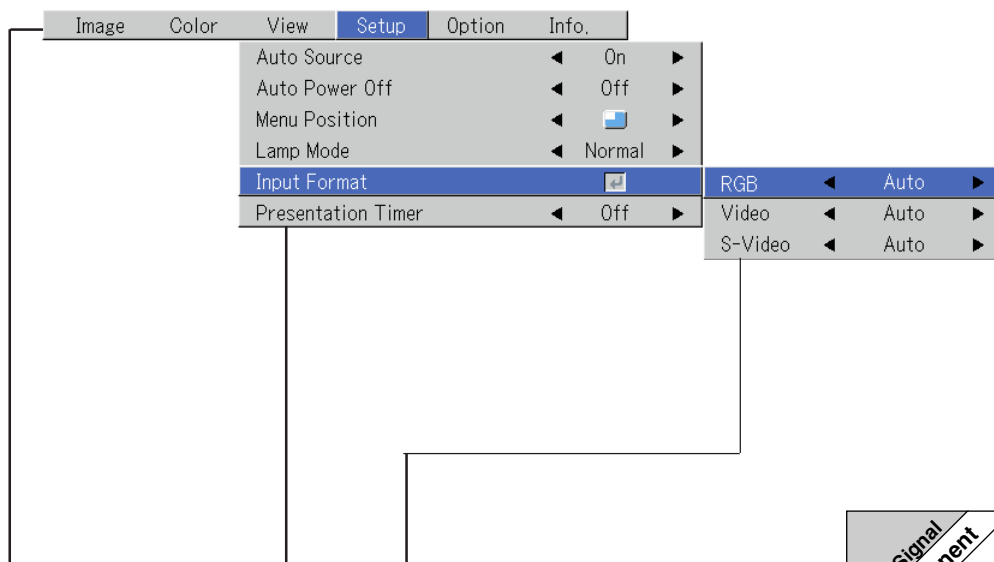 Image Color View Setup Option Info.
Auto Source ◀ On ▶
Auto Power Off ◀ Off ▶
Menu Position ◀ ▶
Lamp Mode ◀ Normal ▶
Input Format RGB ◀ Auto ▶
Presentation Timer ◀ Off ▶ Video ◀ Auto ▶
S-Video ◀ Auto ▶
Signal